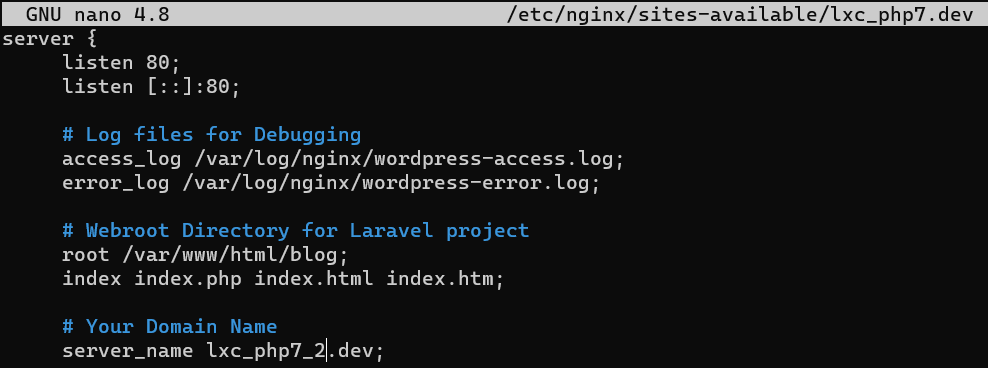 GNU nano 4.8 /etc/nginx/sites-available/lxc_php7.dev
server {
listen 80;
listen [::]:80;
# Log files for Debugging
access_log /var/log/nginx/wordpress-access.log;
error_log /var/log/nginx/wordpress-error.log;
# Webroot Directory for Laravel project
root /var/www/html/blog;
index index.php index.html index.htm;
# Your Domain Name
server_name lxc_php7_2.dev;